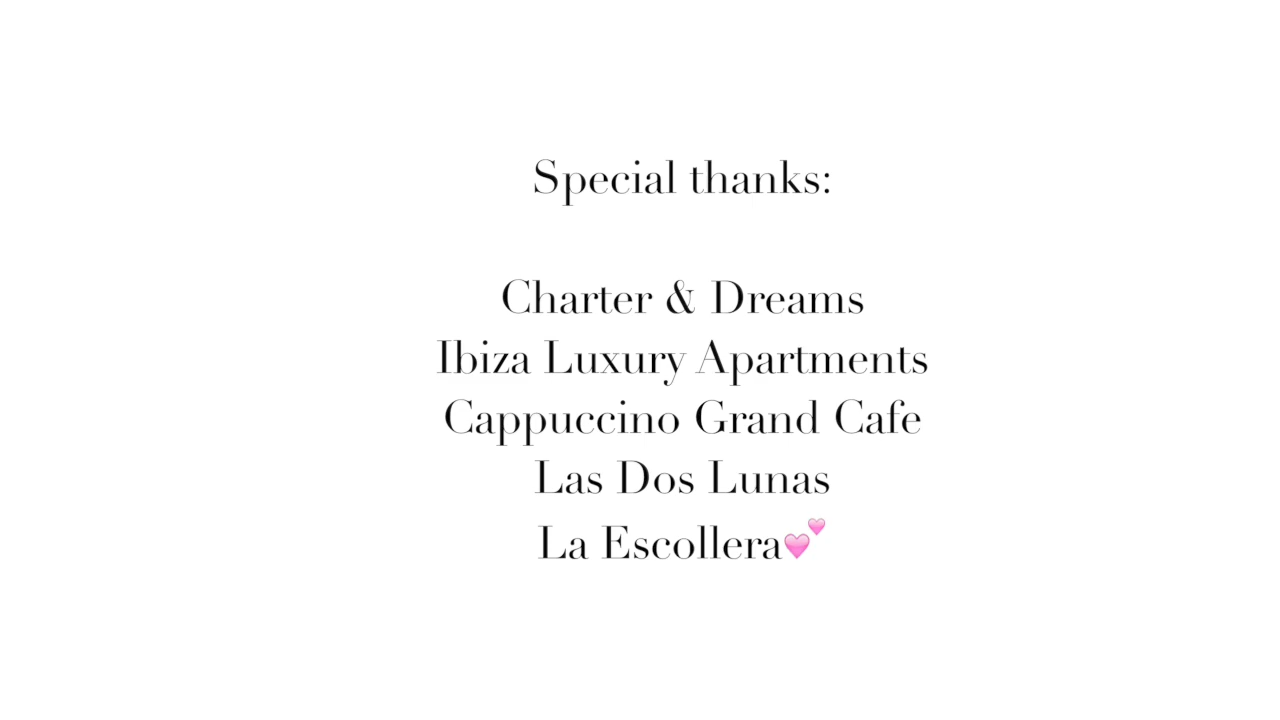 Special thanks:
Charter & Dreams
Ibiza Luxury Apartments
Cappuccino Grand Cafe
Las Dos Lunas
La Escollera💕